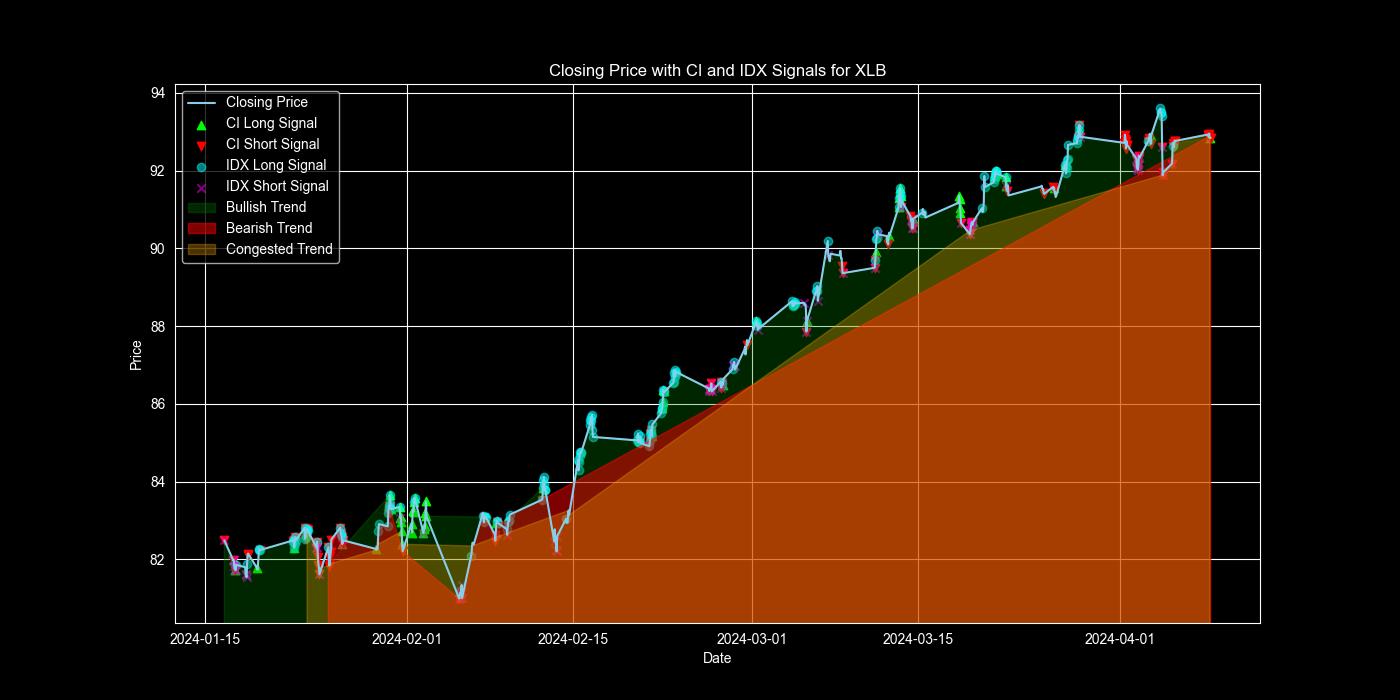 Closing Price with CI and IDX Signals for XLB
94
92
90
88
86
84
82
Price
Closing Price
CI Long Signal
CI Short Signal
IDX Long Signal
IDX Short Signal
Bullish Trend
Bearish Trend
Congested Trend
2024-01-15 2024-02-01 2024-02-15 2024-03-01 2024-03-15 2024-04-01
Date